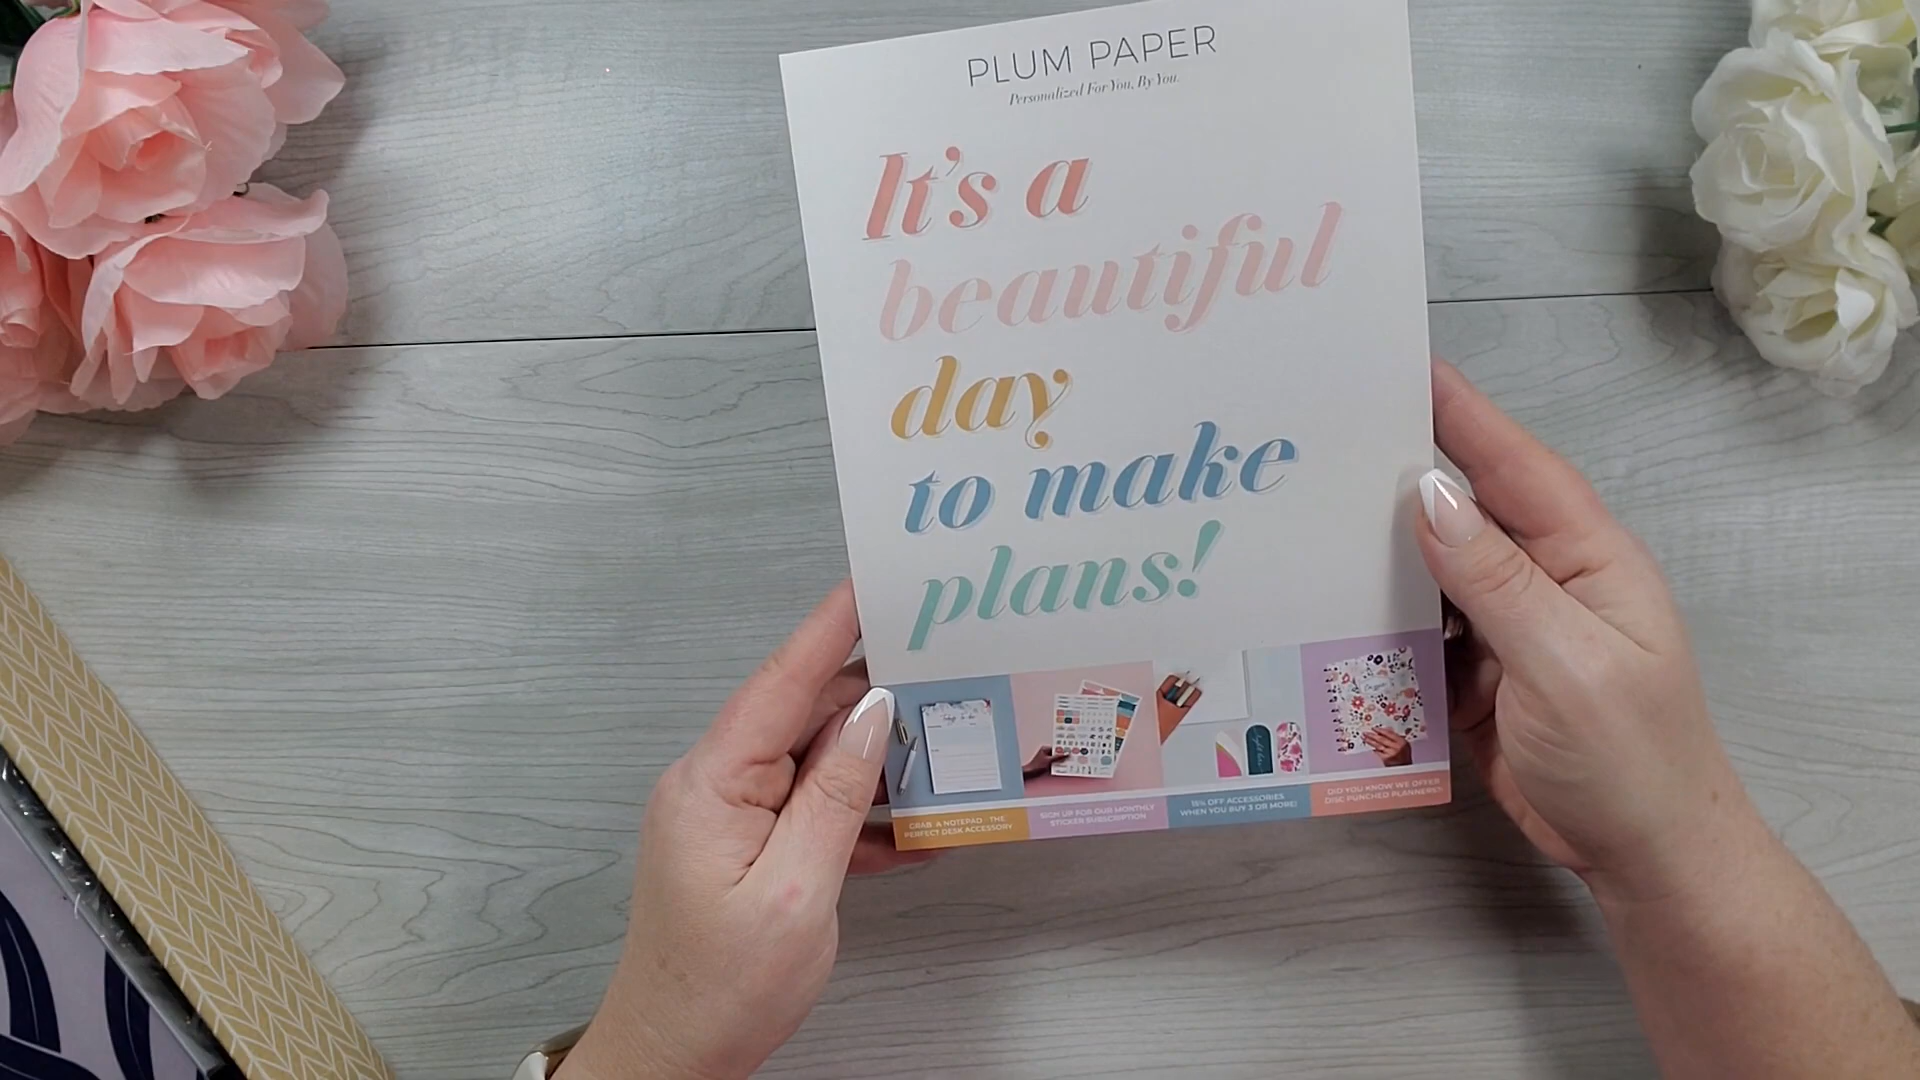 PLUM PAPER
Personalized For You, By You.
It's a
beautiful
day
to make
plans!
GRAB A NOTEPAD - THE
PERFECT DESK ACCESSORY
SIGN UP FOR OUR MONTHLY
STICKER SUBSCRIPTION
15% OFF ACCESSORIES
WHEN YOU BUY 3 OR MORE!
DID YOU KNOW WE OFFER
DISC PUNCHED PLANNERS?!